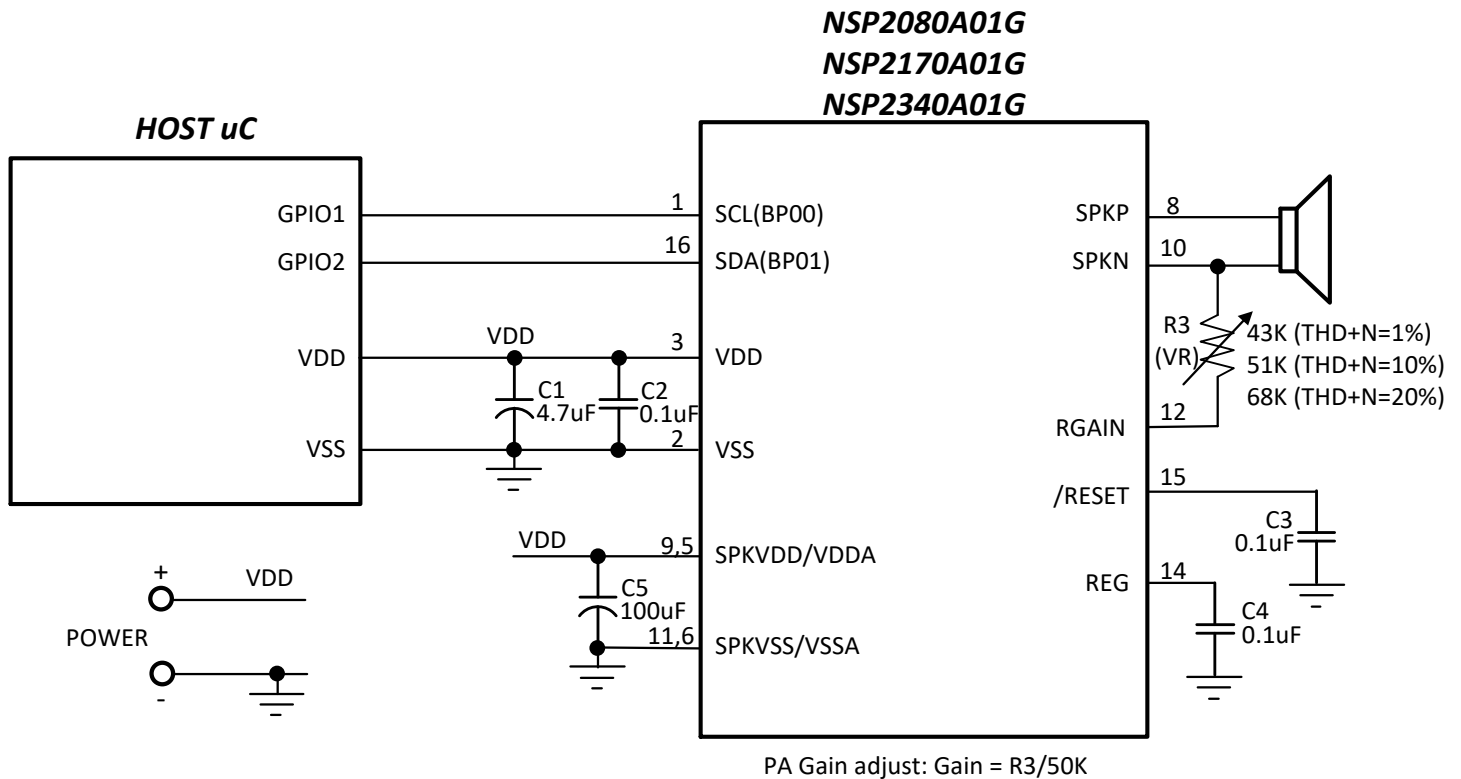 NSP2080A01G
NSP2170A01G
NSP2340A01G
HOST uC
GPIO1
1
SCL(BP00)
SPKP
8
GPIO2
16
SDA(BP01)
SPKN
10
VDD
VDD
3
VDD
R3
(VR)
43K (THD+N=1%)
51K (THD+N=10%)
68K (THD+N=20%)
C1
4.7uF
C2
0.1uF
RGAIN
12
VSS
2
VSS
/RESET
15
C3
0.1uF
VDD
9,5
SPKVDD/VDDA
REG
14
C5
100uF
C4
0.1uF
11,6
SPKVSS/VSSA
+
VDD
POWER
-
PA Gain adjust: Gain = R3/50K